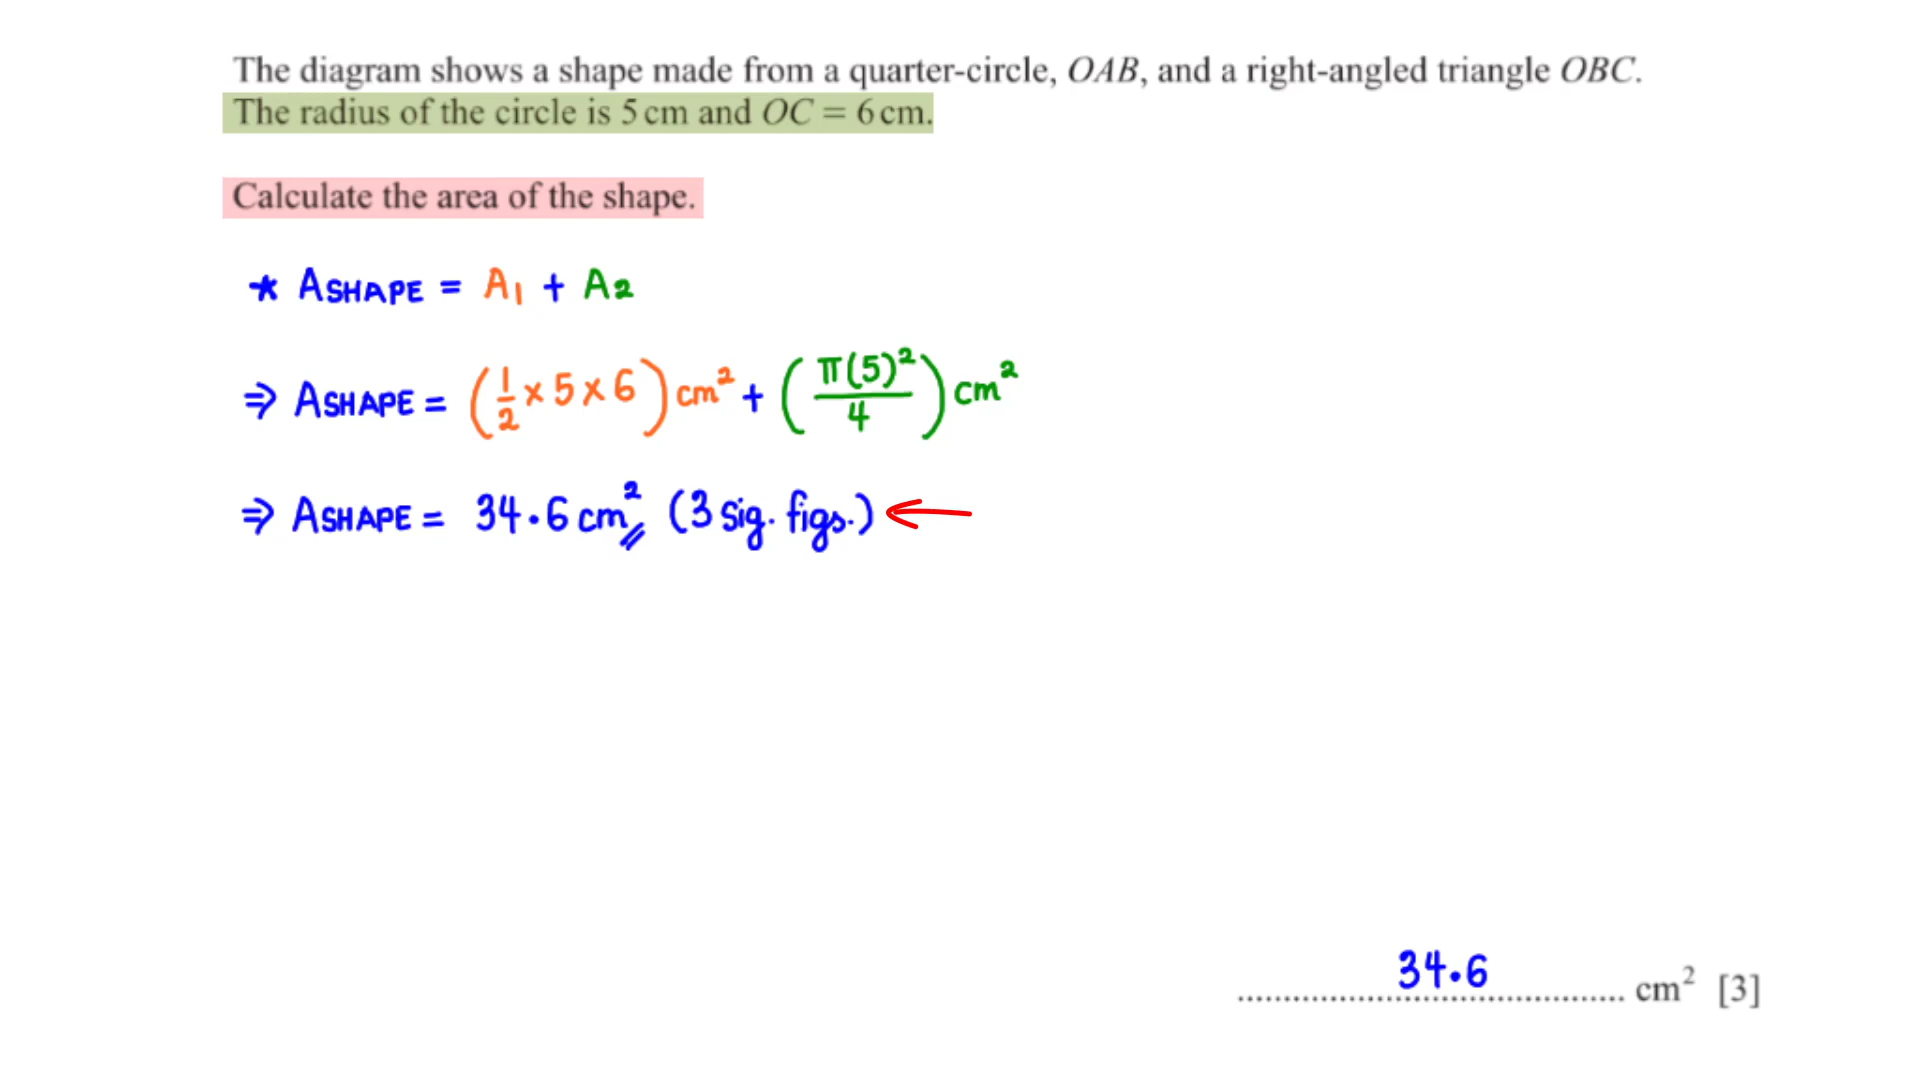 The diagram shows a shape made from a quarter-circle, OAB, and a right-angled triangle OBC.
The radius of the circle is 5 cm and OC = 6 cm.
Calculate the area of the shape.
* ASHAPE = A1 + A2
⇒ ASHAPE = (1/2 × 5 × 6) cm² + (π(5)²/4) cm²
⇒ ASHAPE = 34.6 cm² (3 sig. figs.) ←
34.6
.......................................... cm² [3]